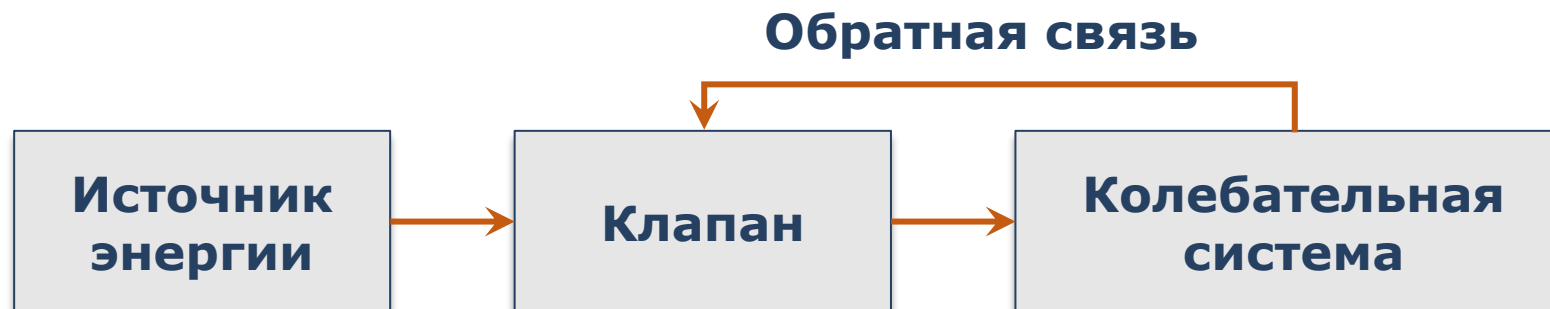 Обратная связь
Источник
энергии
Клапан
Колебательная
система